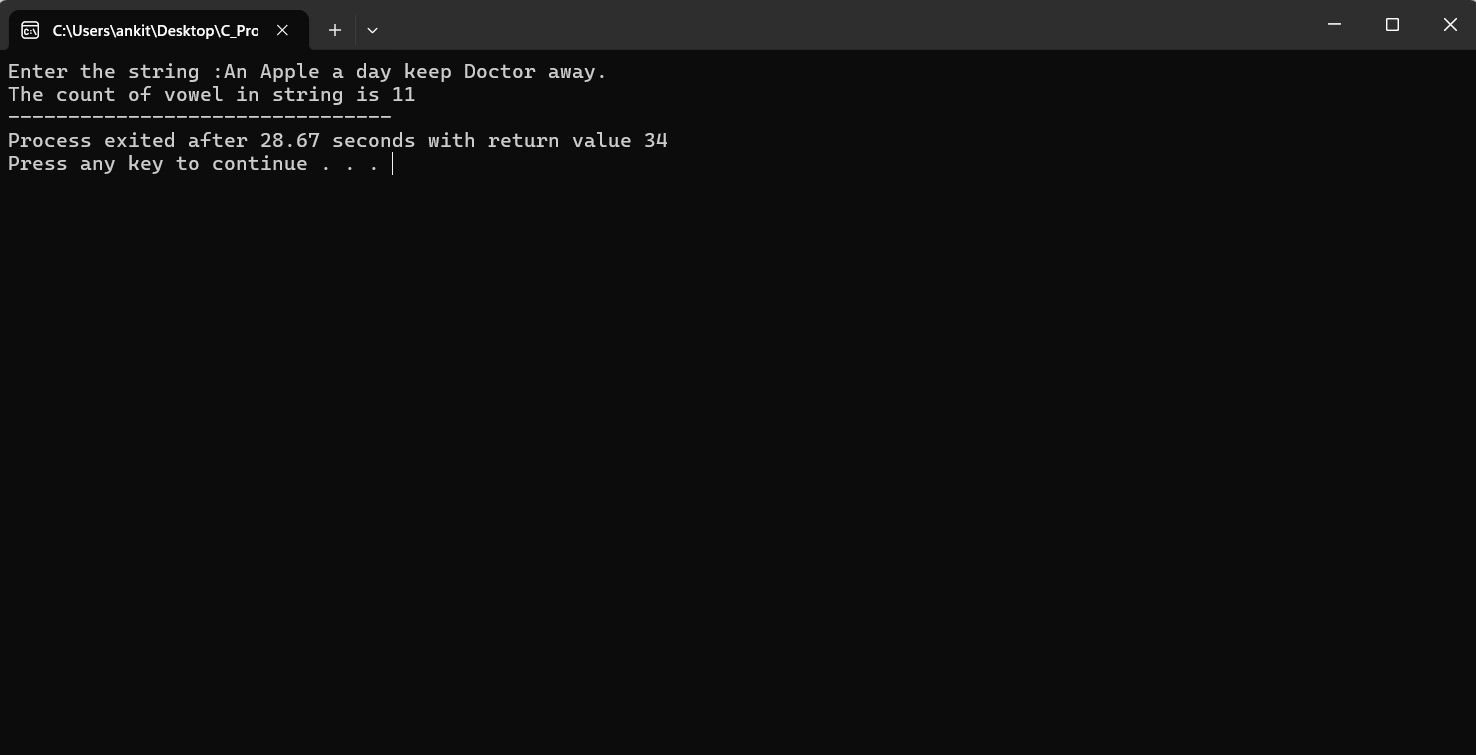 C:\Users\ankit\Desktop\C_Pro
Enter the string :An Apple a day keep Doctor away.
The count of vowel in string is 11
--------------------------------
Process exited after 28.67 seconds with return value 34
Press any key to continue . . .